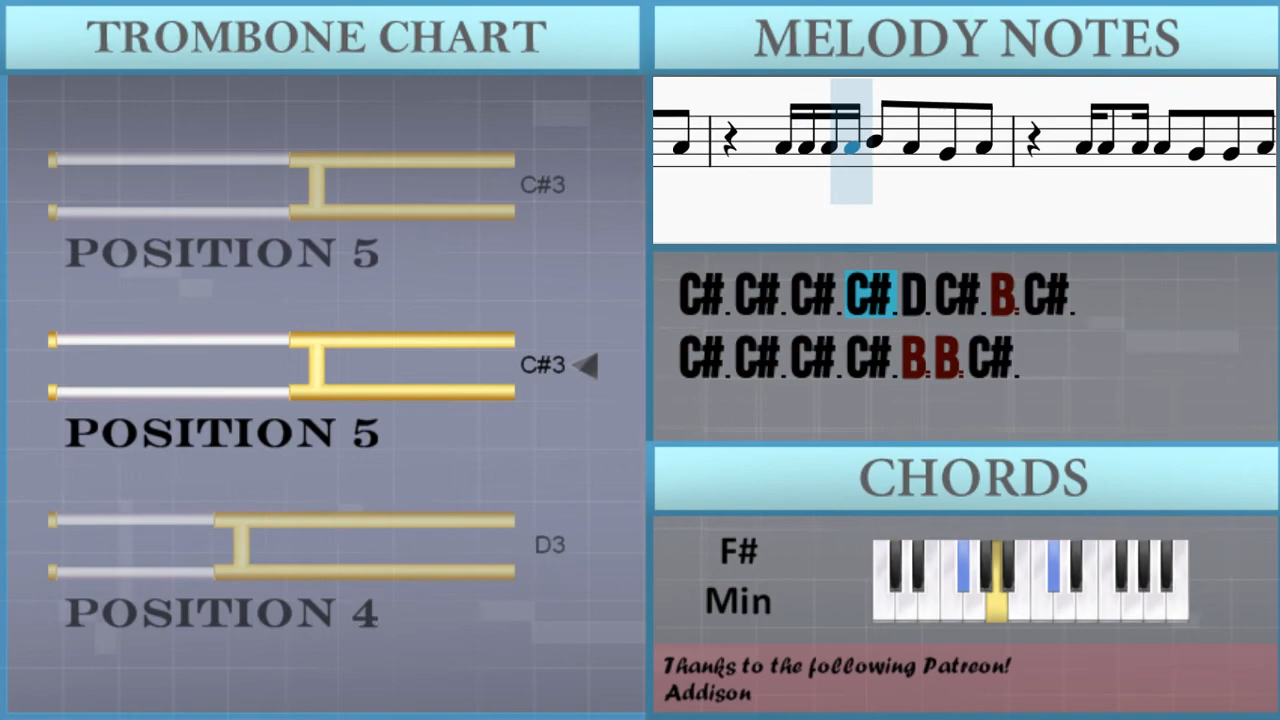 TROMBONE CHART
C#3
POSITION 5
C#3
POSITION 5
D3
POSITION 4
MELODY NOTES
C#. C#. C#. C#. D. C#. B. C#.
C#. C#. C#. C#. B. B. C#.
CHORDS
F#
Min
Thanks to the following Patreon!
Addison